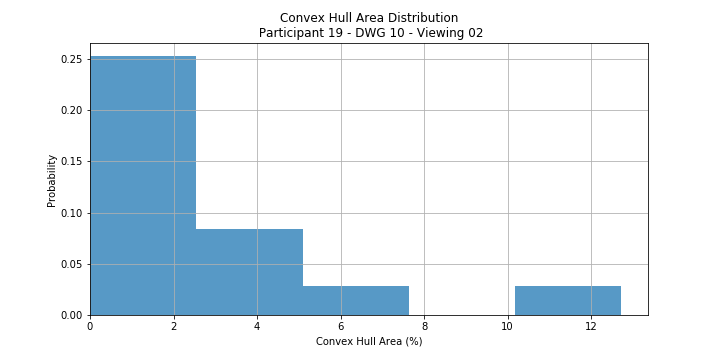 Convex Hull Area Distribution
Participant 19 - DWG 10 - Viewing 02
0.25
0.20
0.15
0.10
0.05
0.00
Probability
0 2 4 6 8 10 12
Convex Hull Area (%)